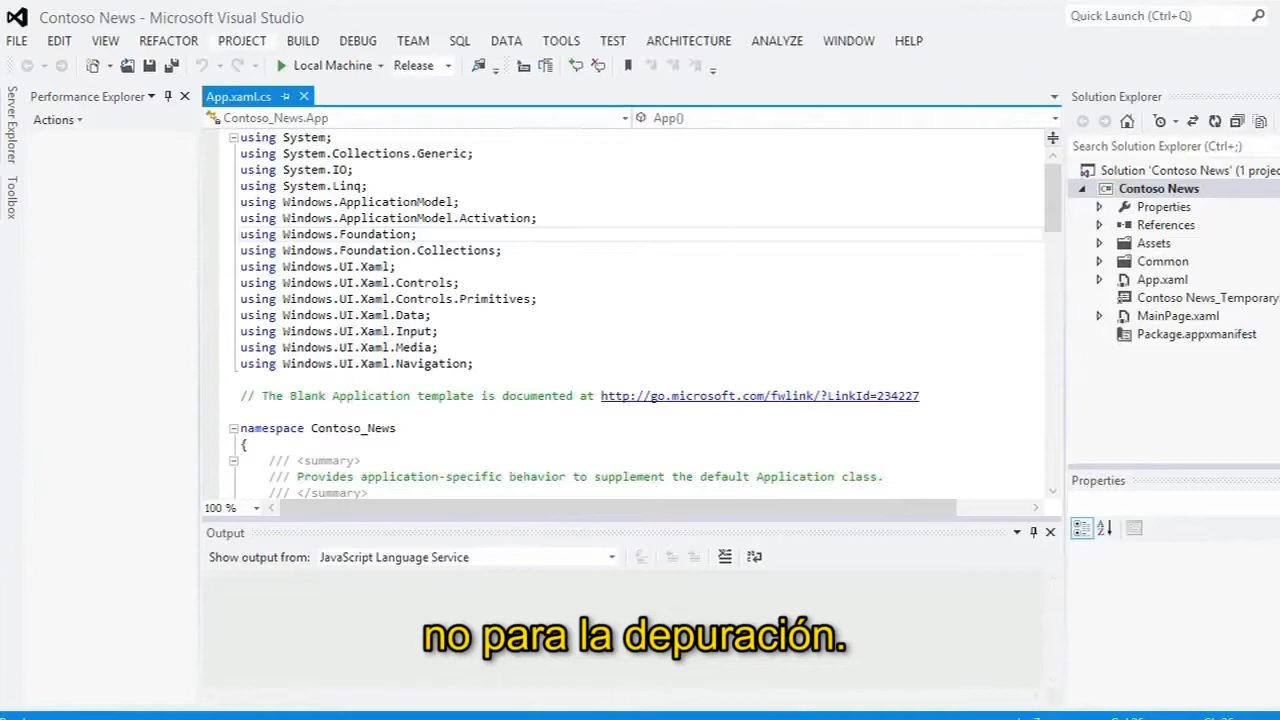 Contoso News - Microsoft Visual Studio
Quick Launch (Ctrl+Q)
FILE EDIT VIEW REFACTOR PROJECT BUILD DEBUG TEAM SQL DATA TOOLS TEST ARCHITECTURE ANALYZE WINDOW HELP
Local Machine Release
Server Explorer
Toolbox
Performance Explorer
Actions
App.xaml.cs
Contoso_News.App
App()
using System;
using System.Collections.Generic;
using System.IO;
using System.Linq;
using Windows.ApplicationModel;
using Windows.ApplicationModel.Activation;
using Windows.Foundation;
using Windows.Foundation.Collections;
using Windows.UI.Xaml;
using Windows.UI.Xaml.Controls;
using Windows.UI.Xaml.Controls.Primitives;
using Windows.UI.Xaml.Data;
using Windows.UI.Xaml.Input;
using Windows.UI.Xaml.Media;
using Windows.UI.Xaml.Navigation;
// The Blank Application template is documented at http://go.microsoft.com/fwlink/?LinkId=234227
namespace Contoso_News
{
/// <summary>
/// Provides application-specific behavior to supplement the default Application class.
/// </summary>
100 %
Solution Explorer
Search Solution Explorer (Ctrl+;)
Solution 'Contoso News' (1 projec
Contoso News
Properties
References
Assets
Common
App.xaml
Contoso News_Temporary
MainPage.xaml
Package.appxmanifest
Properties
Output
Show output from: JavaScript Language Service
no para la depuración.